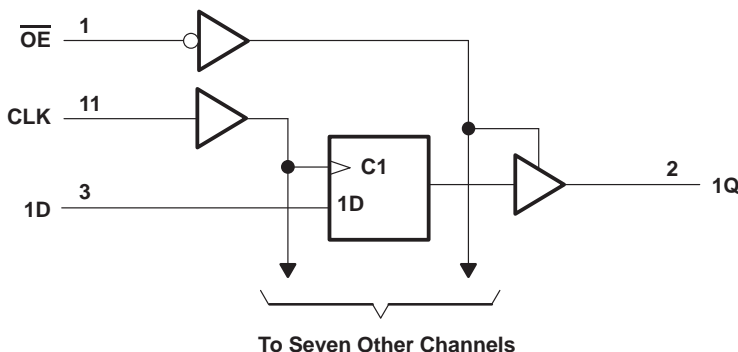 OE 1
CLK 11
C1
1D 3
1D
2 1Q
To Seven Other Channels